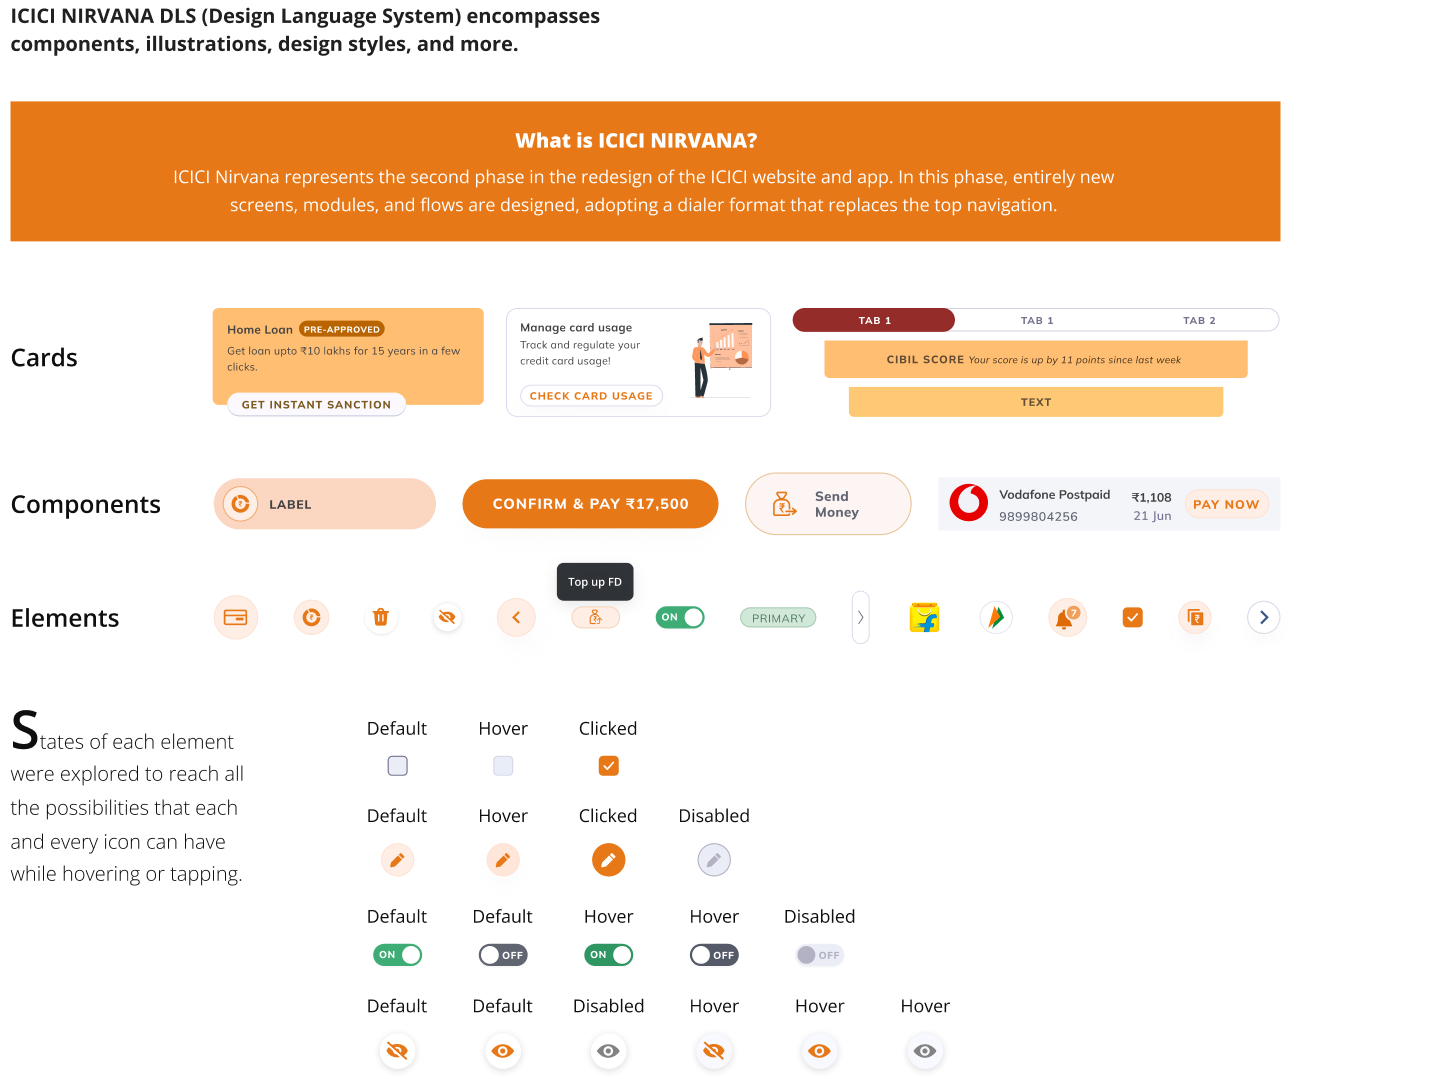 ICICI NIRVANA DLS (Design Language System) encompasses
components, illustrations, design styles, and more.
What is ICICI NIRVANA?
ICICI Nirvana represents the second phase in the redesign of the ICICI website and app. In this phase, entirely new
screens, modules, and flows are designed, adopting a dialer format that replaces the top navigation.
Cards
Home Loan PRE-APPROVED
Get loan upto ₹10 lakhs for 15 years in a few
clicks.
GET INSTANT SANCTION
Manage card usage
Track and regulate your
credit card usage!
CHECK CARD USAGE
TAB 1 TAB 1 TAB 2
CIBIL SCORE Your score is up by 11 points since last week
TEXT
Components
LABEL
CONFIRM & PAY ₹17,500
Send
Money
Vodafone Postpaid ₹1,108
9899804256 21 Jun
PAY NOW
Elements
Top up FD
ON
PRIMARY
7
States of each element
were explored to reach all
the possibilities that each
and every icon can have
while hovering or tapping.
Default Hover Clicked
Default Hover Clicked Disabled
Default Default Hover Hover Disabled
ON OFF ON OFF OFF
Default Default Disabled Hover Hover Hover